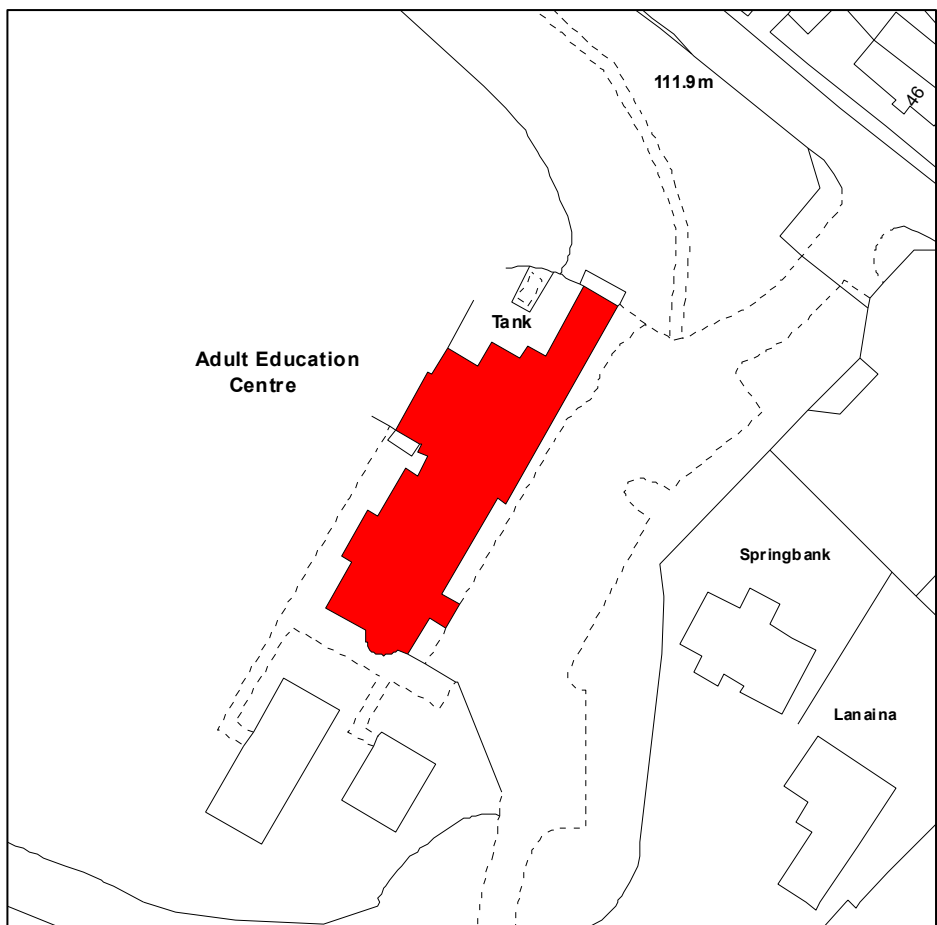 111.9m
46
Tank
Adult Education
Centre
Springbank
Lanaina